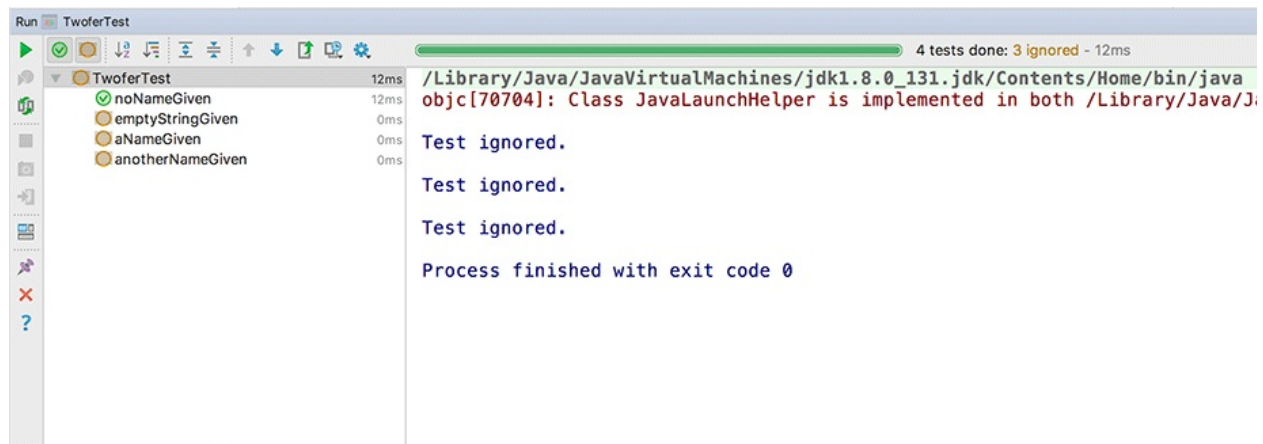 Run TwoferTest
4 tests done: 3 ignored - 12ms
TwoferTest 12ms
noNameGiven 12ms
emptyStringGiven 0ms
aNameGiven 0ms
anotherNameGiven 0ms
/Library/Java/JavaVirtualMachines/jdk1.8.0_131.jdk/Contents/Home/bin/java
objc[70704]: Class JavaLaunchHelper is implemented in both /Library/Java/J
Test ignored.
Test ignored.
Test ignored.
Process finished with exit code 0